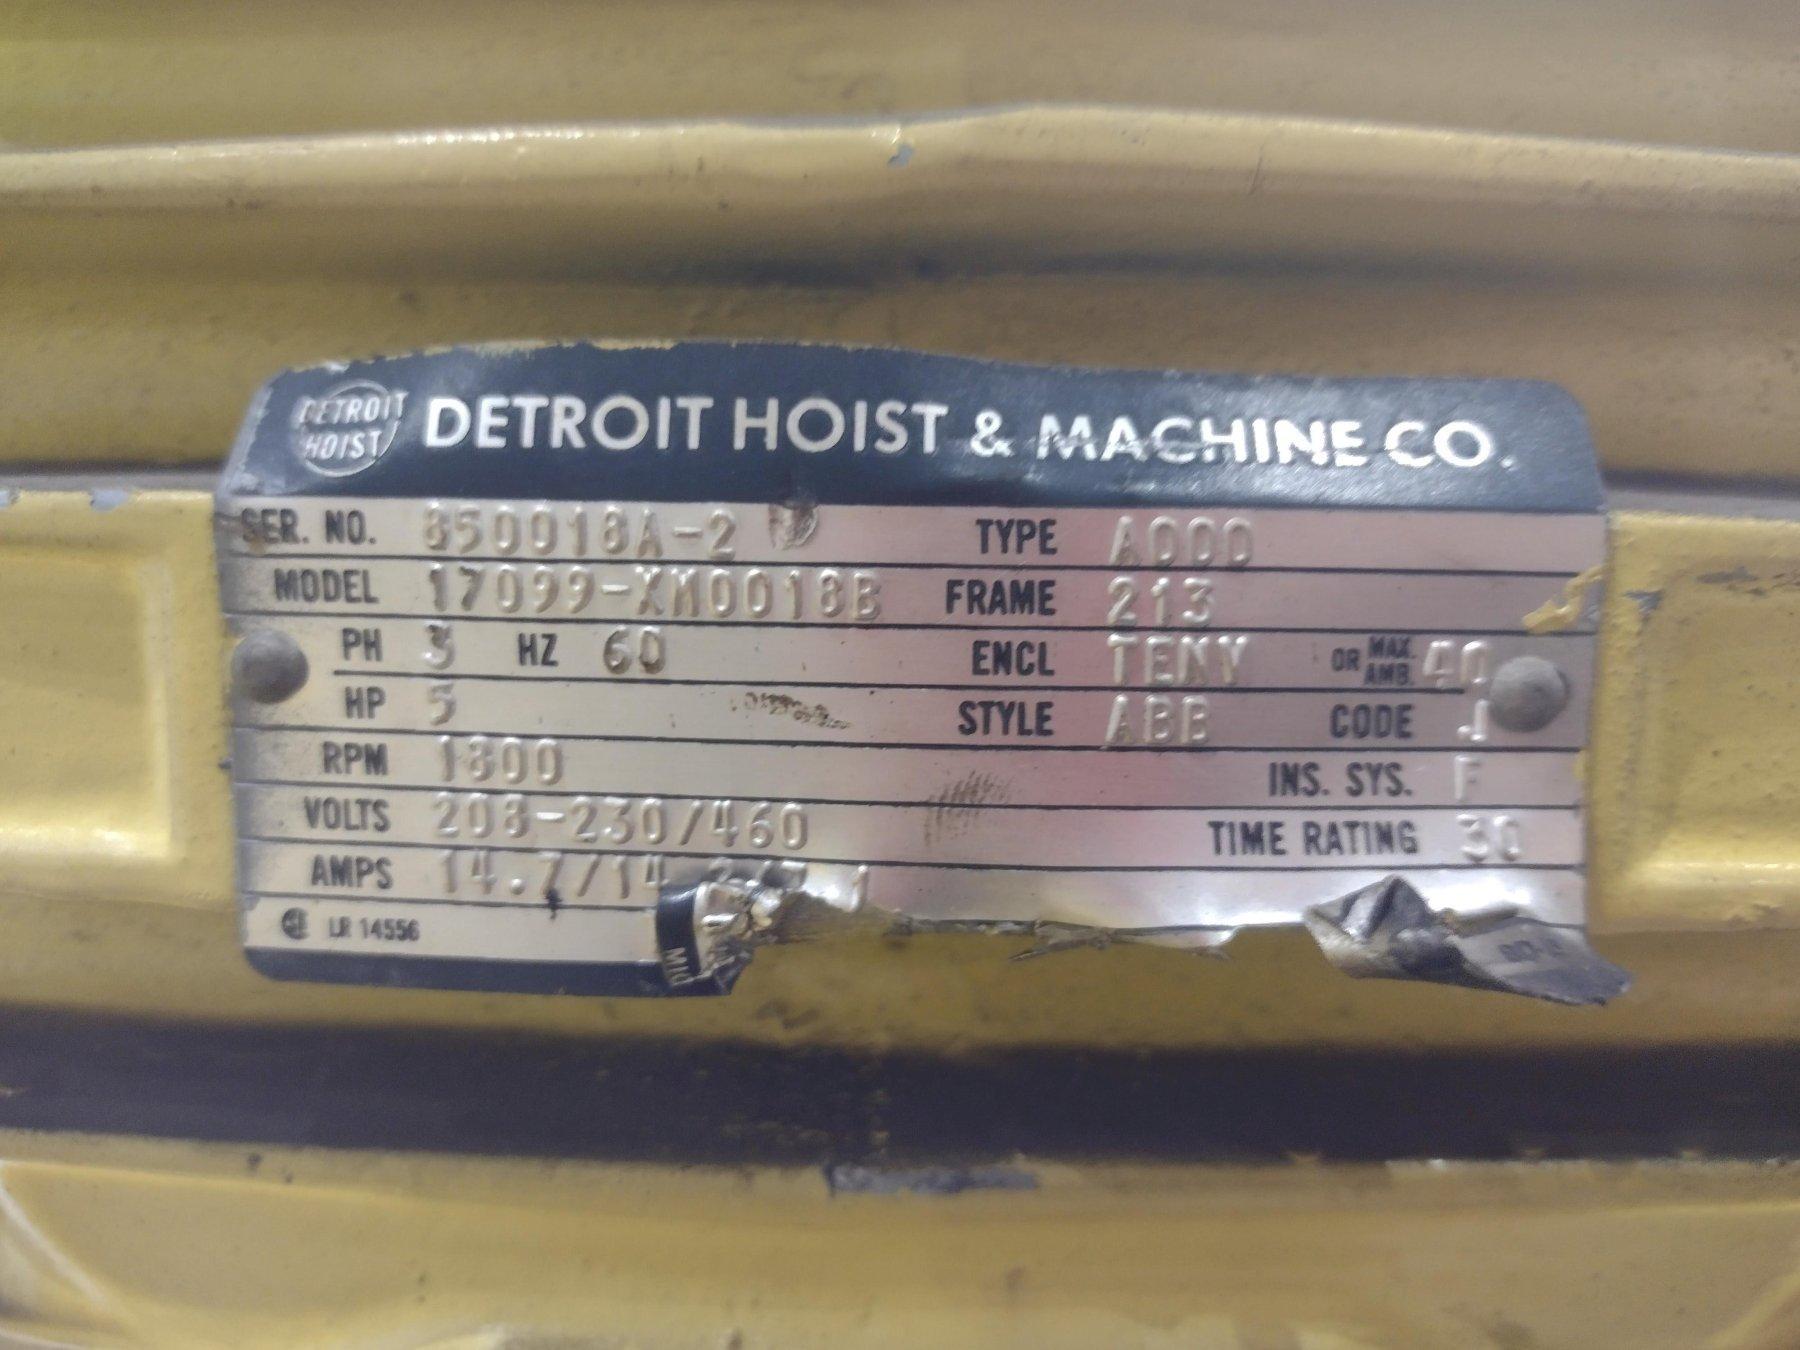 DETROIT HOIST DETROIT HOIST & MACHINE CO.
SER. NO. 850018A-2 TYPE A000
MODEL 17099-XM0018B FRAME 213
PH 3 HZ 60 ENCL TENV OR MAX. AMB. 40
HP 5 STYLE ABB CODE J
RPM 1800 INS. SYS. F
VOLTS 208-230/460 TIME RATING 30
AMPS 14.7/14
LR 14556